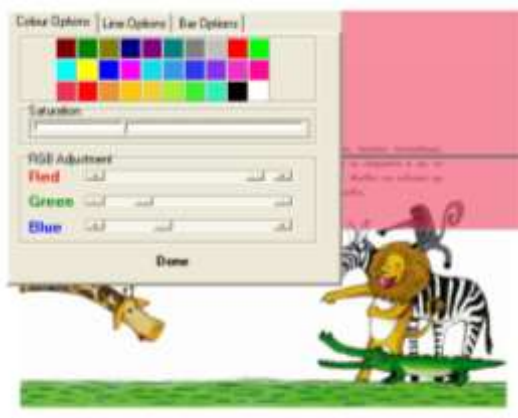 Colour Options Line Options Bar Options
Saturation
RGB Adjustment
Red
Green
Blue
Done